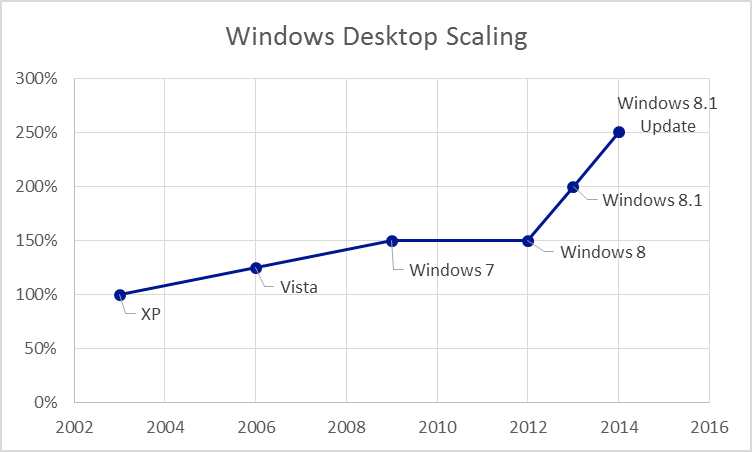 Windows Desktop Scaling
300%
250%
200%
150%
100%
50%
0%
Windows 8.1
Update
Windows 8.1
Windows 8
Windows 7
Vista
XP
2002 2004 2006 2008 2010 2012 2014 2016